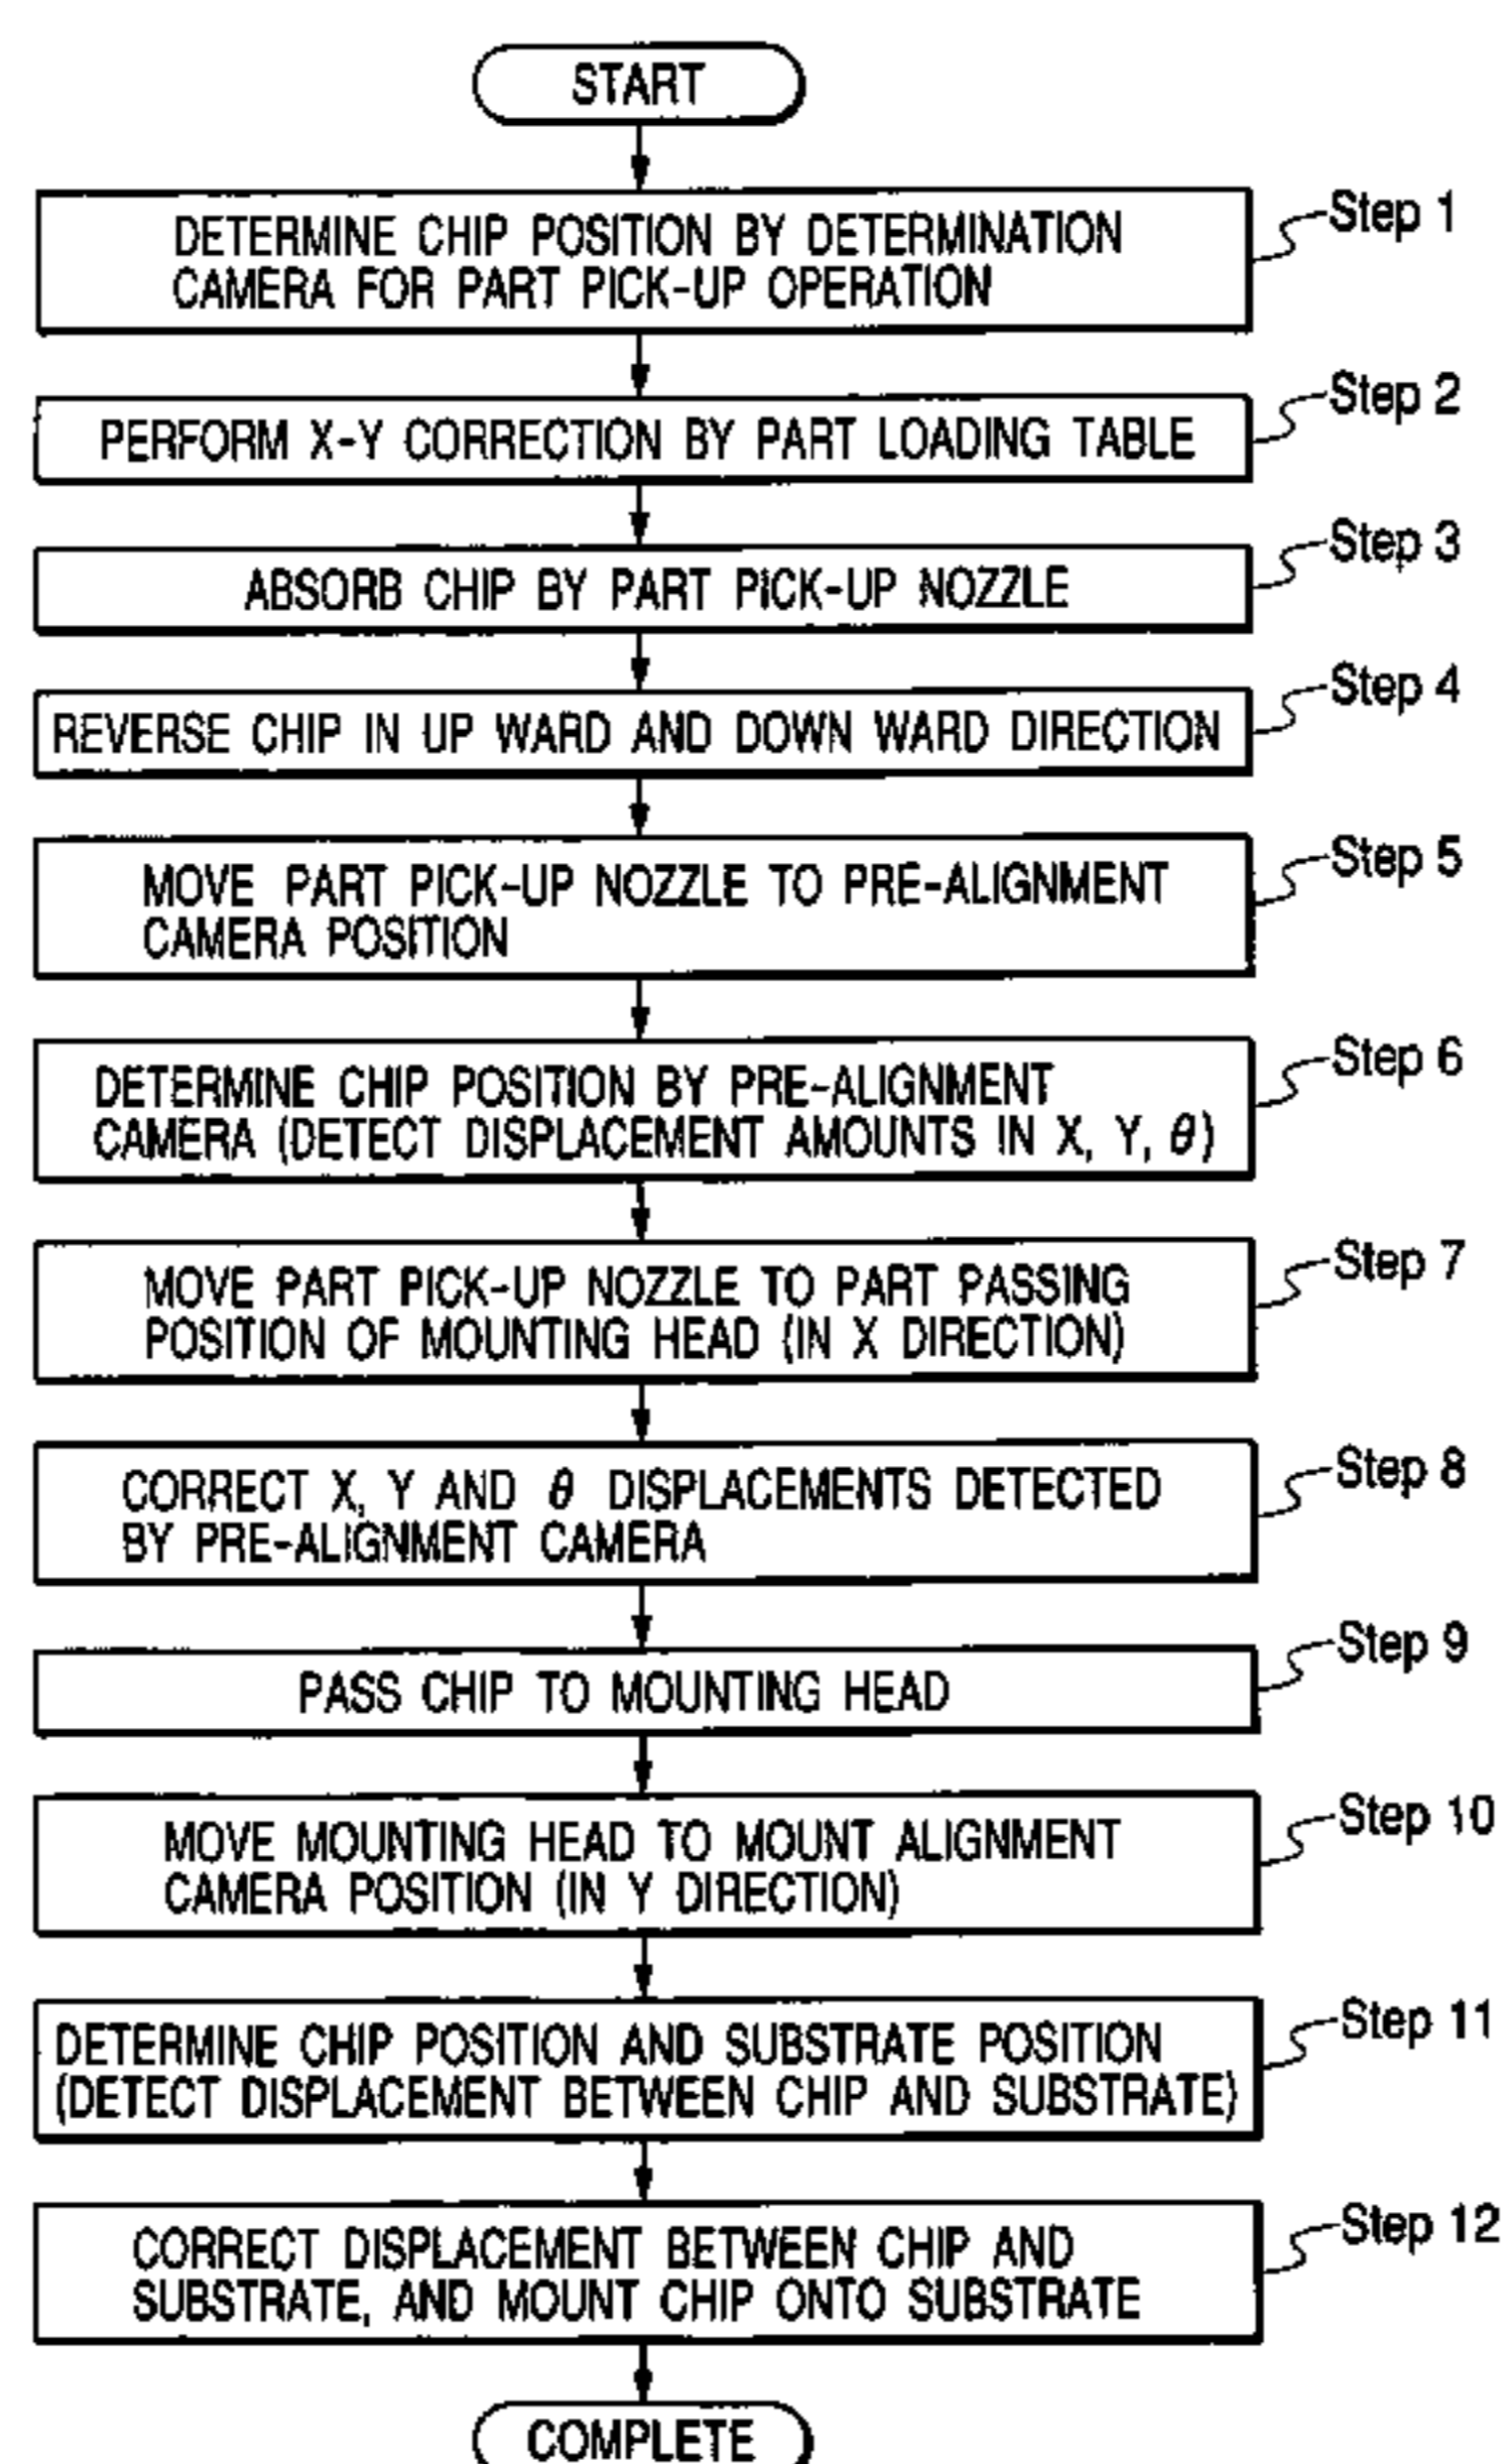 START
DETERMINE CHIP POSITION BY DETERMINATION
CAMERA FOR PART PICK-UP OPERATION
Step 1
PERFORM X-Y CORRECTION BY PART LOADING TABLE
Step 2
ABSORB CHIP BY PART PICK-UP NOZZLE
Step 3
REVERSE CHIP IN UP WARD AND DOWN WARD DIRECTION
Step 4
MOVE PART PICK-UP NOZZLE TO PRE-ALIGNMENT
CAMERA POSITION
Step 5
DETERMINE CHIP POSITION BY PRE-ALIGNMENT
CAMERA (DETECT DISPLACEMENT AMOUNTS IN X, Y, θ)
Step 6
MOVE PART PICK-UP NOZZLE TO PART PASSING
POSITION OF MOUNTING HEAD (IN X DIRECTION)
Step 7
CORRECT X, Y AND θ DISPLACEMENTS DETECTED
BY PRE-ALIGNMENT CAMERA
Step 8
PASS CHIP TO MOUNTING HEAD
Step 9
MOVE MOUNTING HEAD TO MOUNT ALIGNMENT
CAMERA POSITION (IN Y DIRECTION)
Step 10
DETERMINE CHIP POSITION AND SUBSTRATE POSITION
(DETECT DISPLACEMENT BETWEEN CHIP AND SUBSTRATE)
Step 11
CORRECT DISPLACEMENT BETWEEN CHIP AND
SUBSTRATE, AND MOUNT CHIP ONTO SUBSTRATE
Step 12
COMPLETE